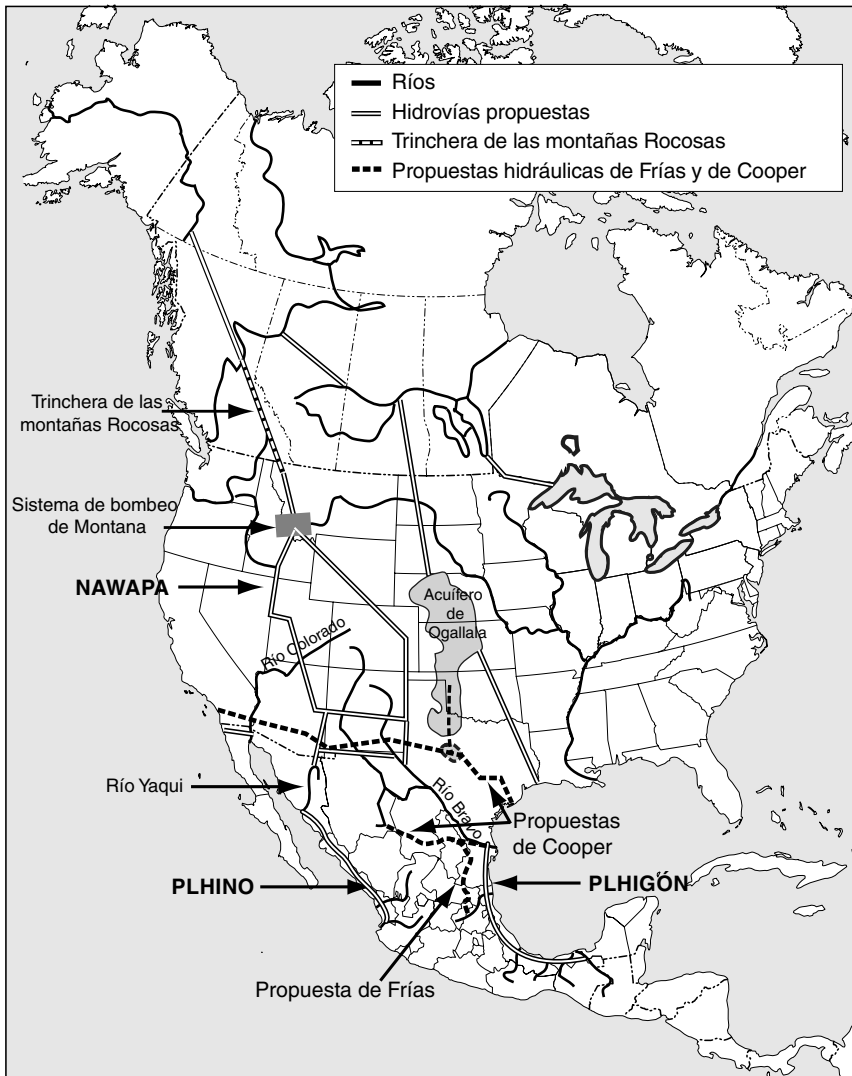 Ríos
Hidrovías propuestas
Trinchera de las montañas Rocosas
Propuestas hidráulicas de Frías y de Cooper
Trinchera de las
montañas Rocosas
Sistema de bombeo
de Montana
NAWAPA
Acuífero
de
Ogallala
Río Colorado
Río Yaqui
Río Bravo
Propuestas
de Cooper
PLHINO
PLHIGÓN
Propuesta de Frías